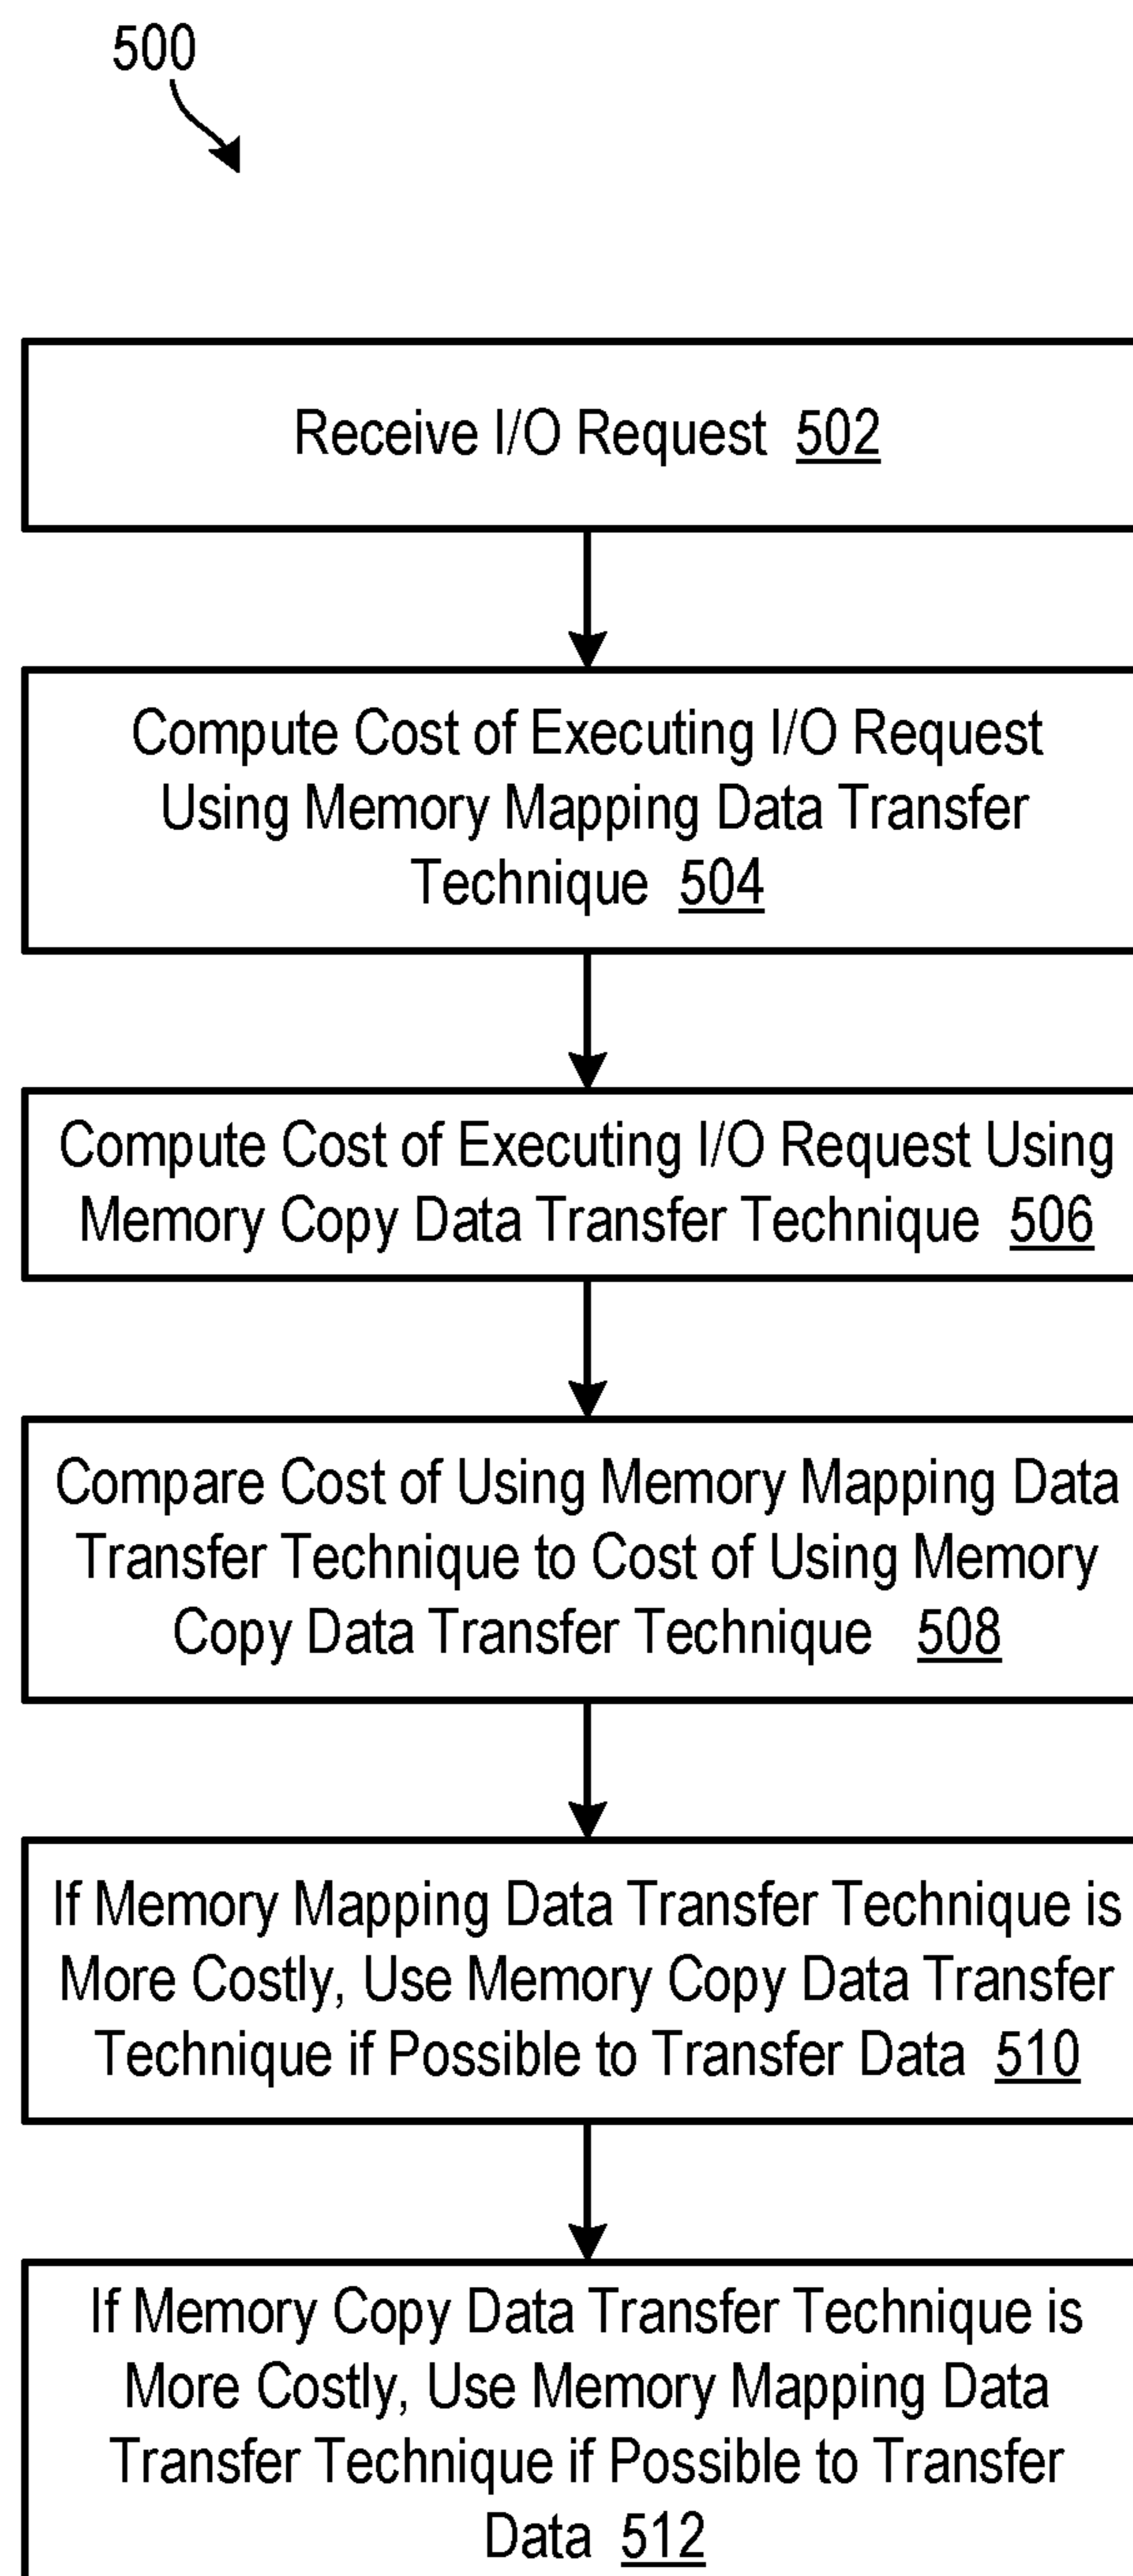 500
Receive I/O Request 502
Compute Cost of Executing I/O Request
Using Memory Mapping Data Transfer
Technique 504
Compute Cost of Executing I/O Request Using
Memory Copy Data Transfer Technique 506
Compare Cost of Using Memory Mapping Data
Transfer Technique to Cost of Using Memory
Copy Data Transfer Technique 508
If Memory Mapping Data Transfer Technique is
More Costly, Use Memory Copy Data Transfer
Technique if Possible to Transfer Data 510
If Memory Copy Data Transfer Technique is
More Costly, Use Memory Mapping Data
Transfer Technique if Possible to Transfer
Data 512